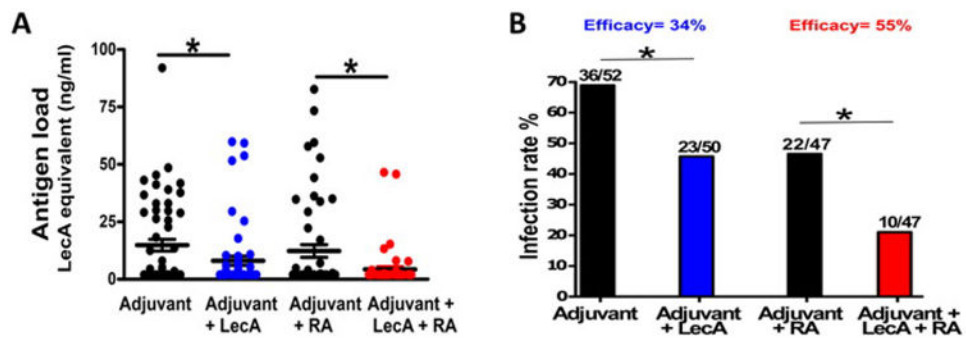 A
Antigen load
LecA equivalent (ng/ml)
100
75
50
25
0
*
*
Adjuvant
Adjuvant
+ LecA
Adjuvant
+ RA
Adjuvant +
LecA + RA
B
Efficacy= 34%
Efficacy= 55%
Infection rate %
80
70
60
50
40
30
20
10
0
*
*
36/52
23/50
22/47
10/47
Adjuvant
Adjuvant
+ LecA
Adjuvant
+ RA
Adjuvant +
LecA + RA